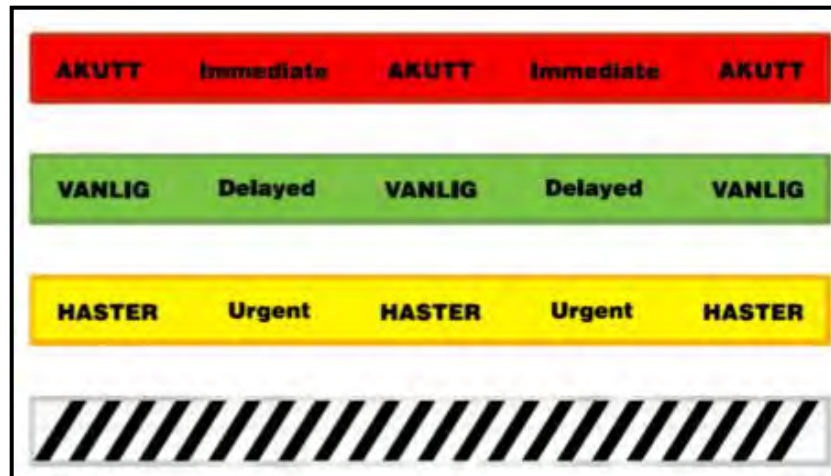 AKUTT Immediate AKUTT Immediate AKUTT
VANLIG Delayed VANLIG Delayed VANLIG
HASTER Urgent HASTER Urgent HASTER